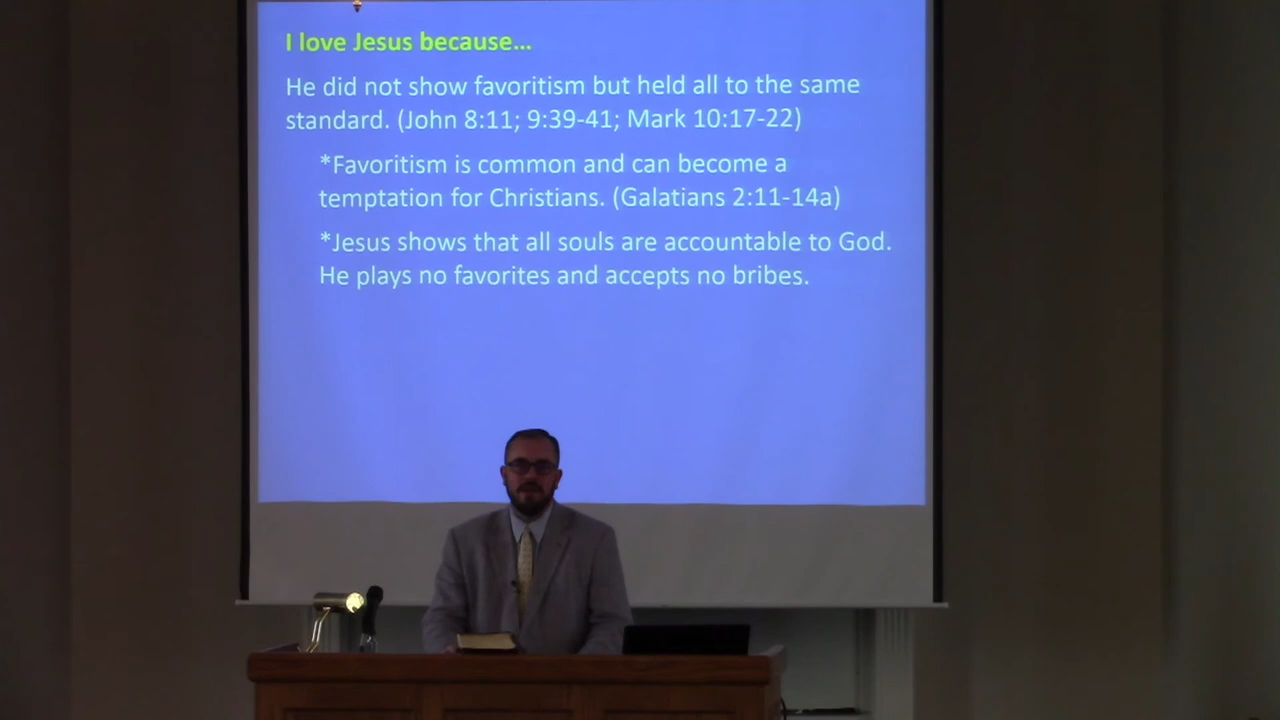 I love Jesus because...
He did not show favoritism but held all to the same
standard. (John 8:11; 9:39-41; Mark 10:17-22)
*Favoritism is common and can become a
temptation for Christians. (Galatians 2:11-14a)
*Jesus shows that all souls are accountable to God.
He plays no favorites and accepts no bribes.